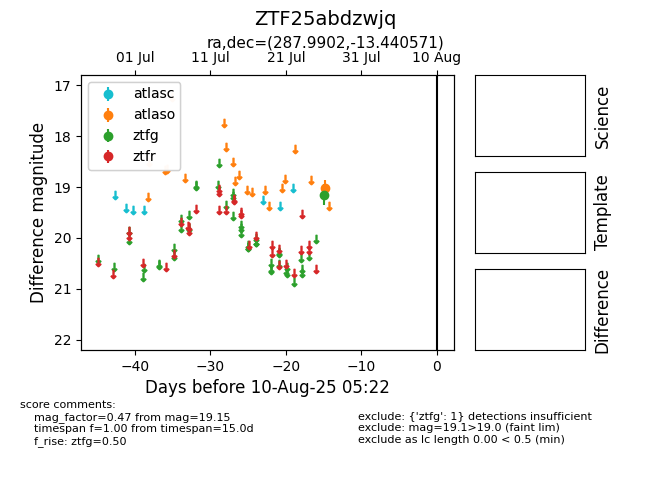 ZTF25abdzwjq
ra,dec=(287.9902,-13.440571)
01 Jul 11 Jul 21 Jul 31 Jul 10 Aug
atlasc
atlaso
ztfg
ztfr
17
18
19
20
21
22
Difference magnitude
−40 −30 −20 −10 0
Days before 10-Aug-25 05:22
Science
Template
Difference
score comments:
mag_factor=0.47 from mag=19.15
timespan f=1.00 from timespan=15.0d
f_rise: ztfg=0.50
exclude: {'ztfg': 1} detections insufficient
exclude: mag=19.1>19.0 (faint lim)
exclude as lc length 0.00 < 0.5 (min)